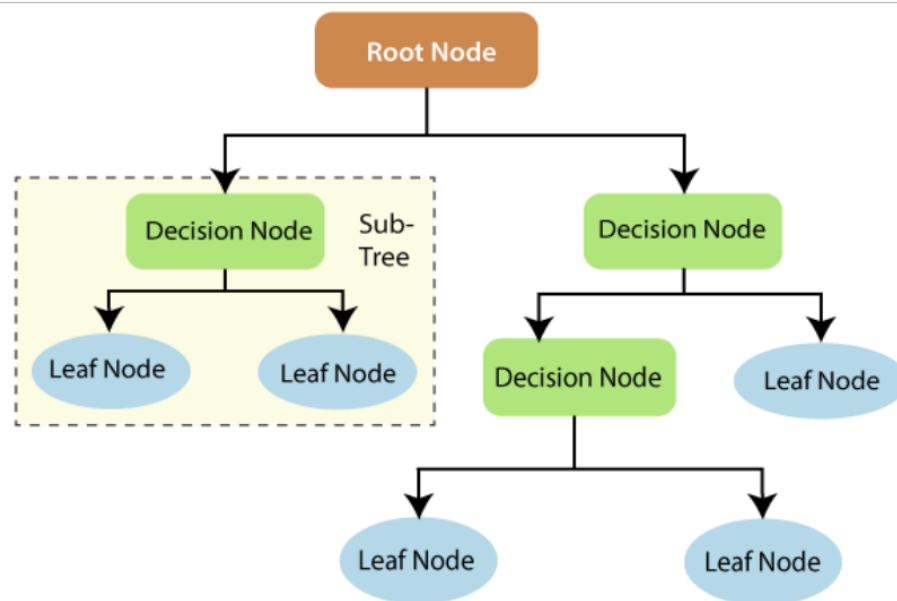 Root Node
Decision Node
Sub-
Tree
Decision Node
Leaf Node
Leaf Node
Decision Node
Leaf Node
Leaf Node
Leaf Node